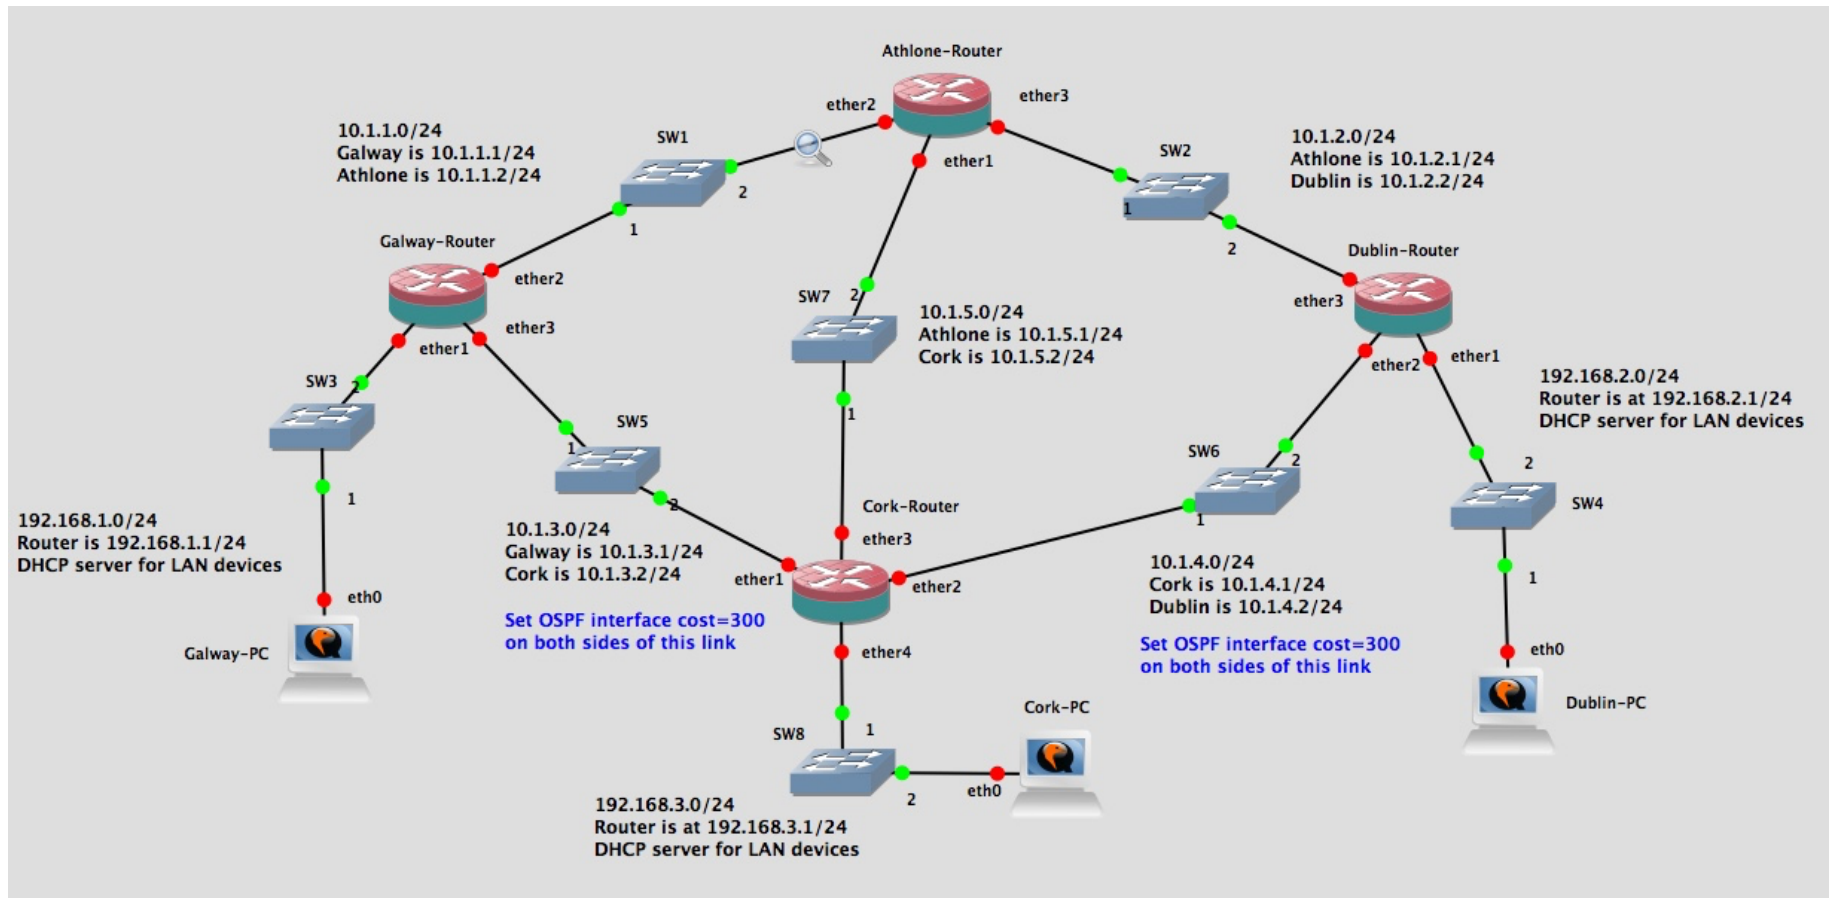 Athlone-Router
ether2
ether3
ether1
10.1.1.0/24
Galway is 10.1.1.1/24
Athlone is 10.1.1.2/24
SW1
2
1
SW2
1
2
10.1.2.0/24
Athlone is 10.1.2.1/24
Dublin is 10.1.2.2/24
Galway-Router
ether2
ether3
ether1
Dublin-Router
ether3
ether2
ether1
SW7
2
1
10.1.5.0/24
Athlone is 10.1.5.1/24
Cork is 10.1.5.2/24
SW3
2
1
SW5
1
2
SW6
2
1
192.168.2.0/24
Router is at 192.168.2.1/24
DHCP server for LAN devices
2
SW4
1
192.168.1.0/24
Router is 192.168.1.1/24
DHCP server for LAN devices
10.1.3.0/24
Galway is 10.1.3.1/24
Cork is 10.1.3.2/24
Set OSPF interface cost=300
on both sides of this link
Cork-Router
ether3
ether1
ether2
ether4
10.1.4.0/24
Cork is 10.1.4.1/24
Dublin is 10.1.4.2/24
Set OSPF interface cost=300
on both sides of this link
eth0
Galway-PC
eth0
Dublin-PC
Cork-PC
SW8
1
2
eth0
192.168.3.0/24
Router is at 192.168.3.1/24
DHCP server for LAN devices